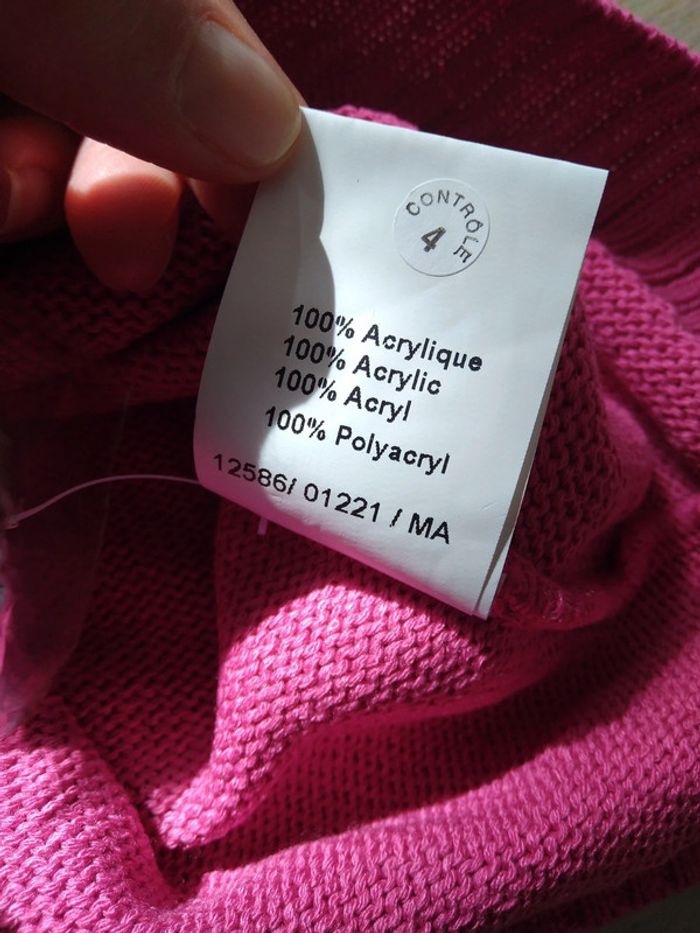 CONTRÔLE
4
100% Acrylique
100% Acrylic
100% Acryl
100% Polyacryl
12586/ 01221 / MA